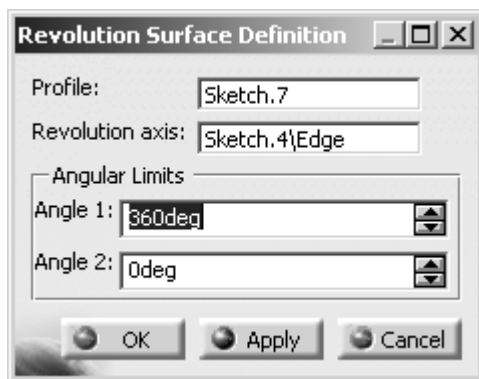 Revolution Surface Definition
Profile: Sketch.7
Revolution axis: Sketch.4\Edge
Angular Limits
Angle 1: 360deg
Angle 2: 0deg
OK Apply Cancel